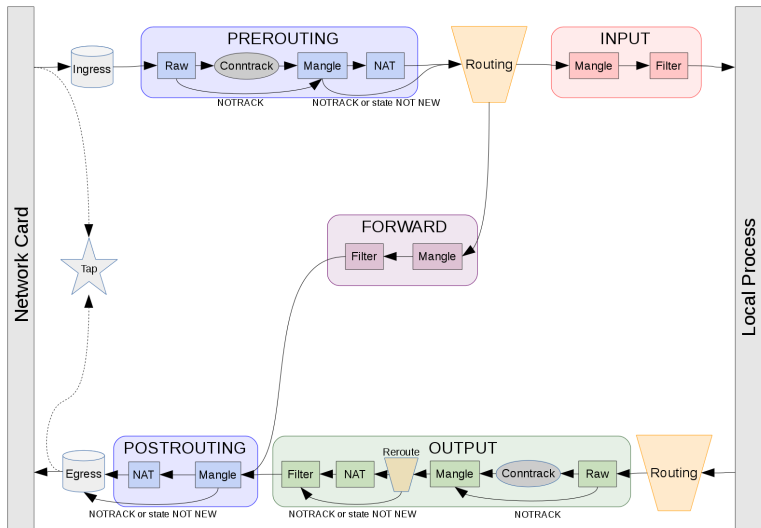 PREROUTING
INPUT
Ingress
Raw
Conntrack
Mangle
NAT
Routing
Mangle
Filter
NOTRACK
NOTRACK or state NOT NEW
Network Card
Local Process
FORWARD
Filter
Mangle
Tap
POSTROUTING
OUTPUT
Reroute
Egress
NAT
Mangle
Filter
NAT
Mangle
Conntrack
Raw
Routing
NOTRACK or state NOT NEW
NOTRACK or state NOT NEW
NOTRACK